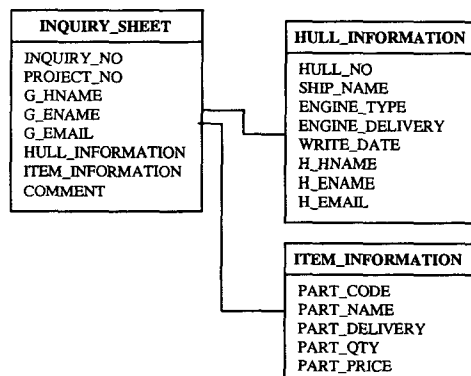 INQUIRY_SHEET
INQUIRY_NO
PROJECT_NO
G_HNAME
G_ENAME
G_EMAIL
HULL_INFORMATION
ITEM_INFORMATION
COMMENT
HULL_INFORMATION
HULL_NO
SHIP_NAME
ENGINE_TYPE
ENGINE_DELIVERY
WRITE_DATE
H_HNAME
H_ENAME
H_EMAIL
ITEM_INFORMATION
PART_CODE
PART_NAME
PART_DELIVERY
PART_QTY
PART_PRICE